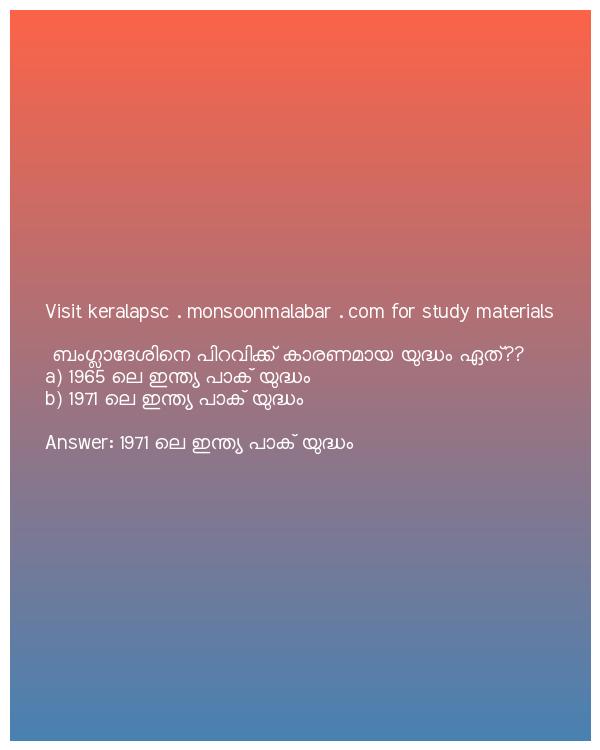 Visit keralapsc . monsoonmalabar . com for study materials
ബംഗ്ലാദേശിനെ പിറവിക്ക് കാരണമായ യുദ്ധം ഏത്??
a) 1965 ലെ ഇന്ത്യ പാക് യുദ്ധം
b) 1971 ലെ ഇന്ത്യ പാക് യുദ്ധം
Answer: 1971 ലെ ഇന്ത്യ പാക് യുദ്ധം